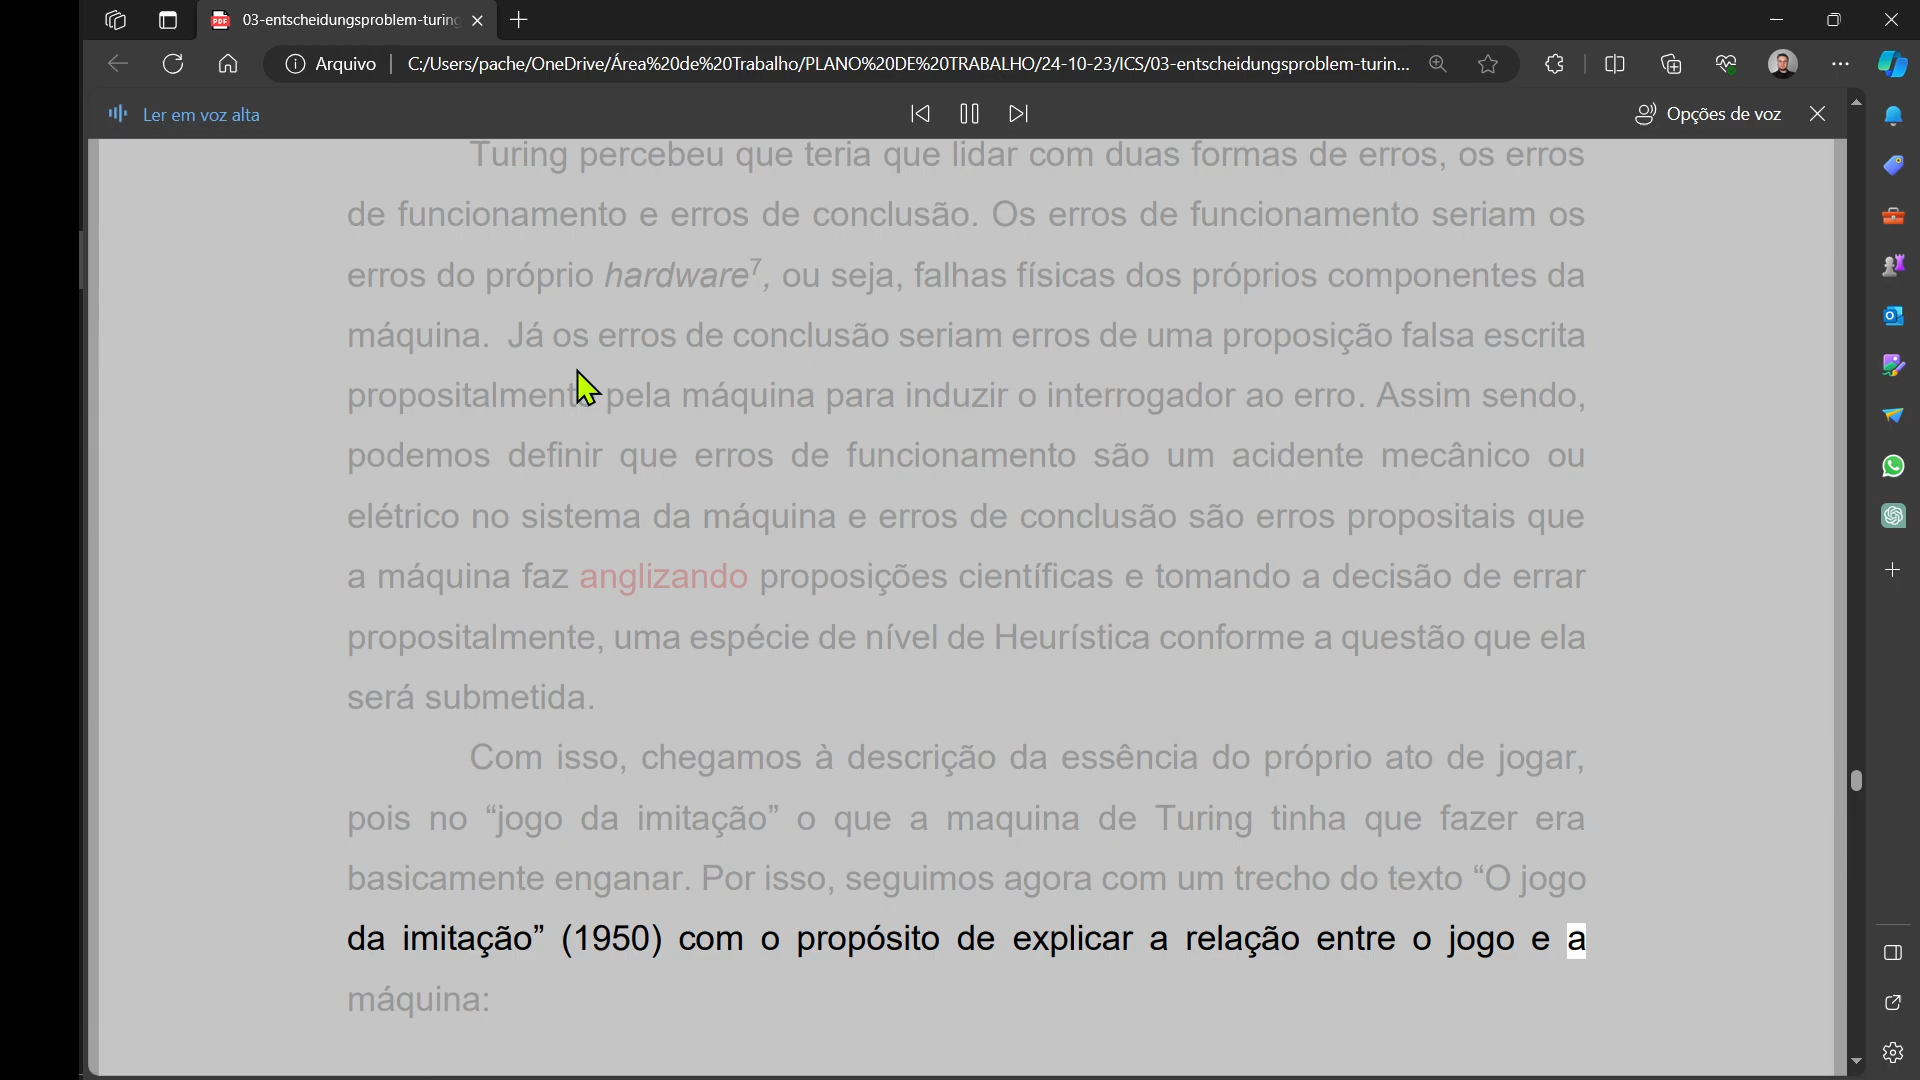 03-entscheidungsproblem-turing
Arquivo
C:/Users/pache/OneDrive/Área%20de%20Trabalho/PLANO%20DE%20TRABALHO/24-10-23/ICS/03-entscheidungsproblem-turin...
Ler em voz alta
Opções de voz
Turing percebeu que teria que lidar com duas formas de erros, os erros
de funcionamento e erros de conclusão. Os erros de funcionamento seriam os
erros do próprio hardware7, ou seja, falhas físicas dos próprios componentes da
máquina. Já os erros de conclusão seriam erros de uma proposição falsa escrita
propositalmente pela máquina para induzir o interrogador ao erro. Assim sendo,
podemos definir que erros de funcionamento são um acidente mecânico ou
elétrico no sistema da máquina e erros de conclusão são erros propositais que
a máquina faz anglizando proposições científicas e tomando a decisão de errar
propositalmente, uma espécie de nível de Heurística conforme a questão que ela
será submetida.
Com isso, chegamos à descrição da essência do próprio ato de jogar,
pois no “jogo da imitação” o que a maquina de Turing tinha que fazer era
basicamente enganar. Por isso, seguimos agora com um trecho do texto “O jogo
da imitação” (1950) com o propósito de explicar a relação entre o jogo e a
máquina: